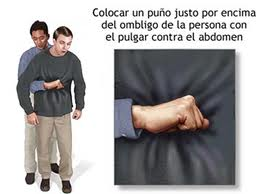 Colocar un puño justo por encima
del ombligo de la persona con
el pulgar contra el abdomen